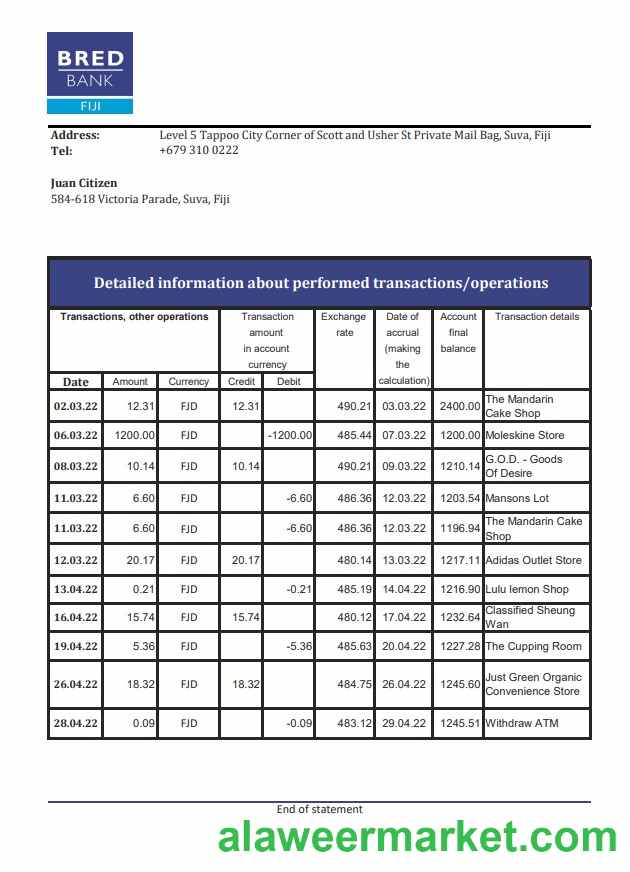 BRED
BANK
FIJI
Address: Level 5 Tappoo City Corner of Scott and Usher St Private Mail Bag, Suva, Fiji
Tel: +679 310 0222
Juan Citizen
584-618 Victoria Parade, Suva, Fiji
Detailed information about performed transactions/operations
Transactions, other operations Transaction amount in account currency Exchange rate Date of accrual (making the calculation) Account final balance Transaction details
Date Amount Currency Credit Debit
02.03.22 12.31 FJD 12.31 490.21 03.03.22 2400.00 The Mandarin Cake Shop
06.03.22 1200.00 FJD -1200.00 485.44 07.03.22 1200.00 Moleskine Store
08.03.22 10.14 FJD 10.14 490.21 09.03.22 1210.14 G.O.D. - Goods Of Desire
11.03.22 6.60 FJD -6.60 486.36 12.03.22 1203.54 Mansons Lot
11.03.22 6.60 FJD -6.60 486.36 12.03.22 1196.94 The Mandarin Cake Shop
12.03.22 20.17 FJD 20.17 480.14 13.03.22 1217.11 Adidas Outlet Store
13.04.22 0.21 FJD -0.21 485.19 14.04.22 1216.90 Lulu lemon Shop
16.04.22 15.74 FJD 15.74 480.12 17.04.22 1232.64 Classified Sheung Wan
19.04.22 5.36 FJD -5.36 485.63 20.04.22 1227.28 The Cupping Room
26.04.22 18.32 FJD 18.32 484.75 26.04.22 1245.60 Just Green Organic Convenience Store
28.04.22 0.09 FJD -0.09 483.12 29.04.22 1245.51 Withdraw ATM
End of statement
alaweermarket.com